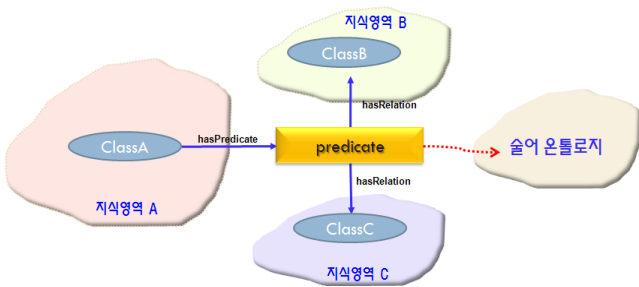 지식영역 B
ClassB
hasRelation
ClassA
hasPredicate
predicate
술어 온톨로지
지식영역 A
hasRelation
ClassC
지식영역 C